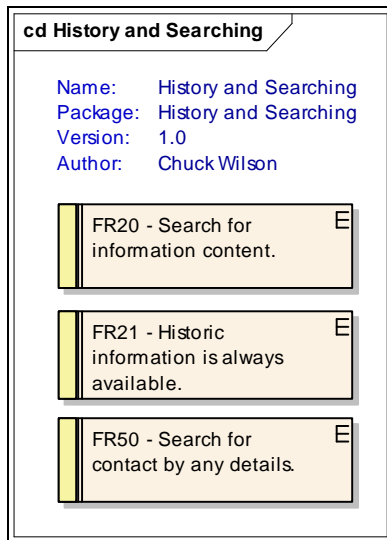 cd History and Searching
Name: History and Searching
Package: History and Searching
Version: 1.0
Author: Chuck Wilson
FR20 - Search for E
information content.
FR21 - Historic E
information is always
available.
FR50 - Search for E
contact by any details.